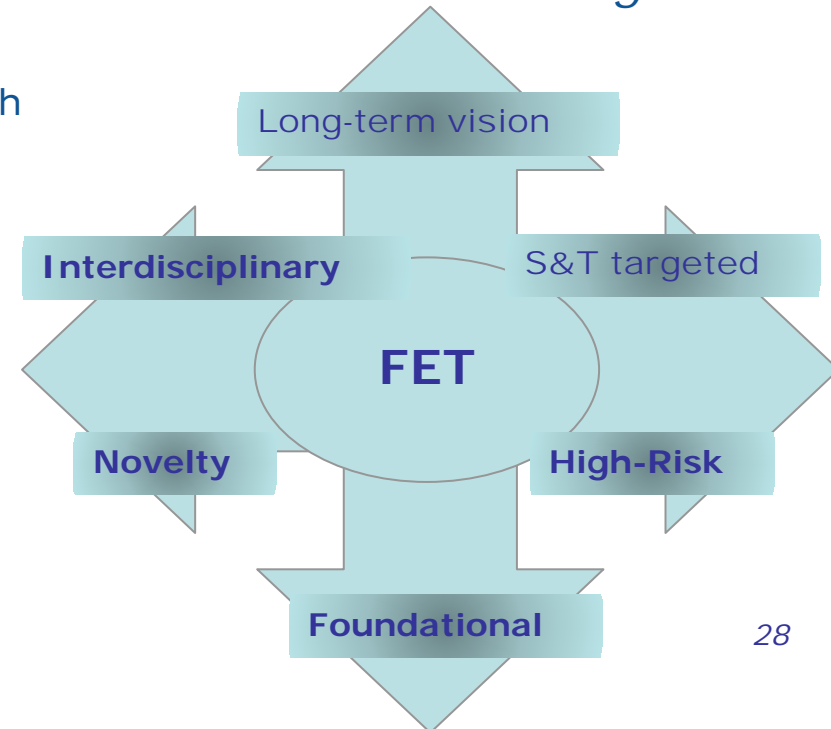 g
h
Long-term vision
Interdisciplinary
S&T targeted
FET
Novelty
High-Risk
Foundational
28